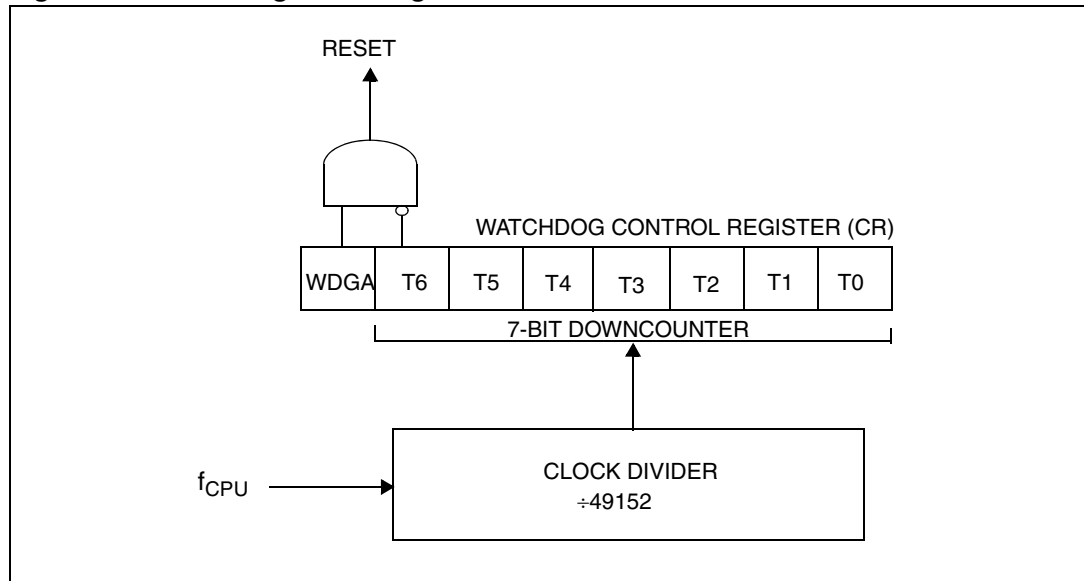 RESET
WATCHDOG CONTROL REGISTER (CR)
WDGA T6 T5 T4 T3 T2 T1 T0
7-BIT DOWNCOUNTER
fCPU
CLOCK DIVIDER
÷49152